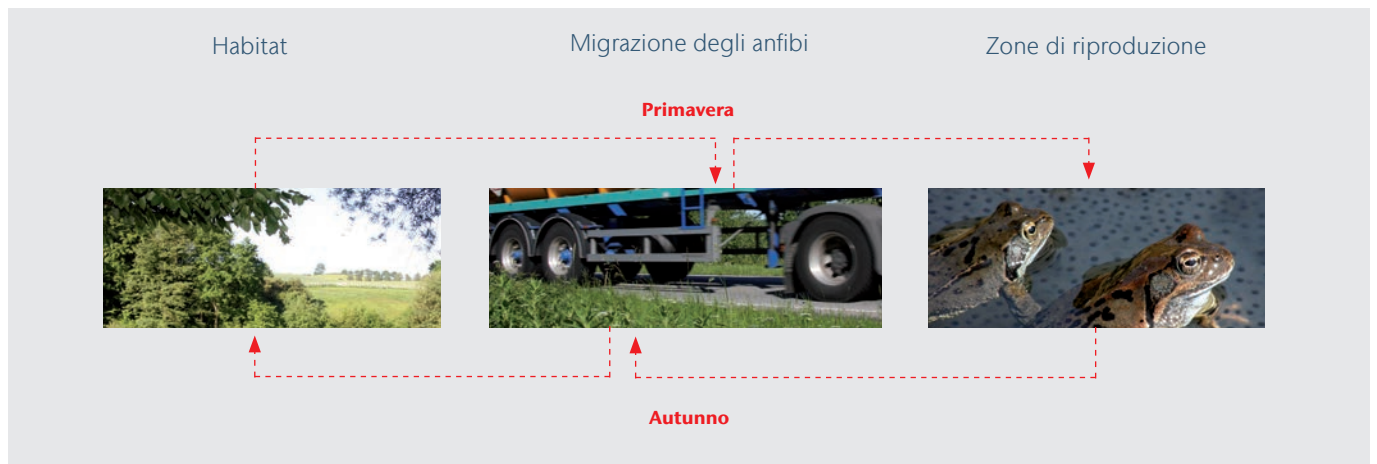 Habitat
Migrazione degli anfibi
Zone di riproduzione
Primavera
Autunno